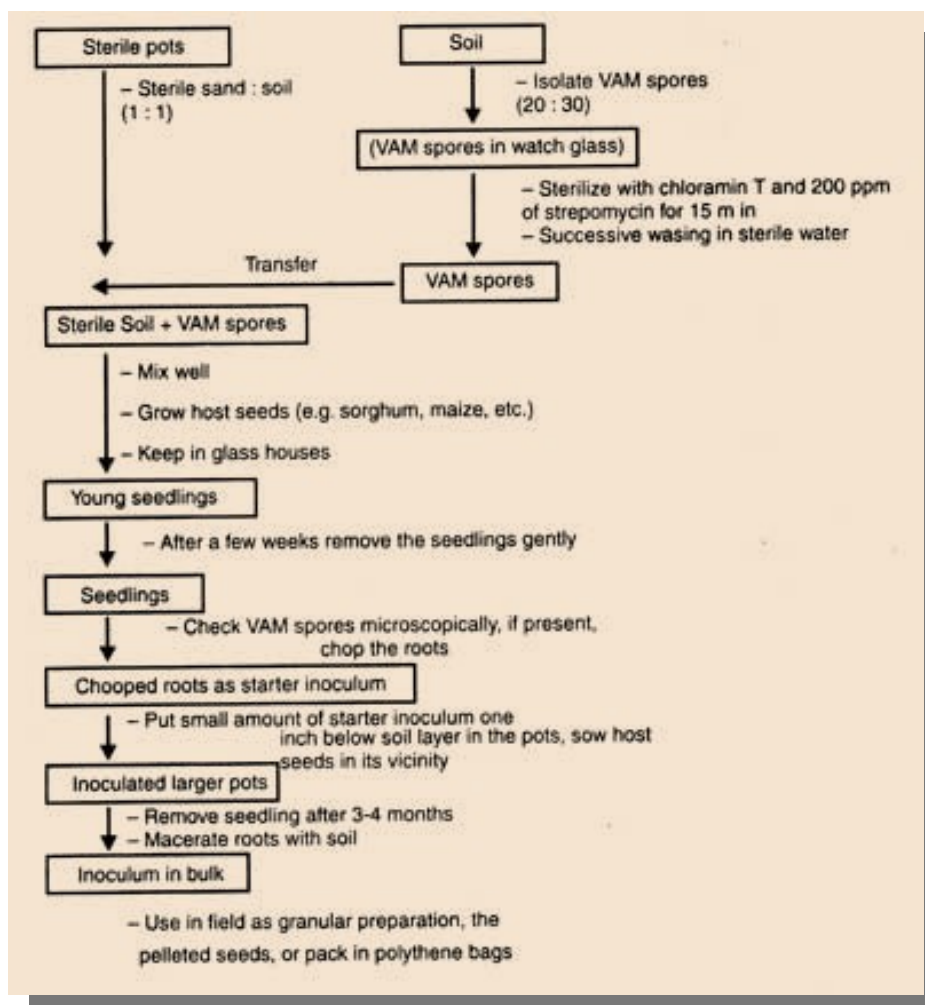 Sterile pots
Soil
– Sterile sand : soil
(1 : 1)
– Isolate VAM spores
(20 : 30)
(VAM spores in watch glass)
– Sterilize with chloramin T and 200 ppm
of strepomycin for 15 m in
– Successive wasing in sterile water
Transfer
VAM spores
Sterile Soil + VAM spores
– Mix well
– Grow host seeds (e.g. sorghum, maize, etc.)
– Keep in glass houses
Young seedlings
– After a few weeks remove the seedlings gently
Seedlings
– Check VAM spores microscopically, if present,
chop the roots
Chooped roots as starter inoculum
– Put small amount of starter inoculum one
inch below soil layer in the pots, sow host
seeds in its vicinity
Inoculated larger pots
– Remove seedling after 3-4 months
– Macerate roots with soil
Inoculum in bulk
– Use in field as granular preparation, the
pelleted seeds, or pack in polythene bags